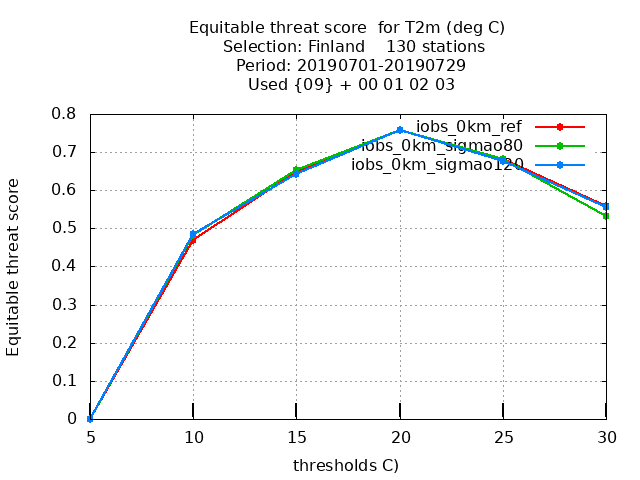 Equitable threat score  for T2m (deg C)
Selection: Finland    130 stations
Period: 20190701-20190729
Used {09} + 00 01 02 03
iobs_0km_ref
iobs_0km_sigmao80
iobs_0km_sigmao120
Equitable threat score
0.8
0.7
0.6
0.5
0.4
0.3
0.2
0.1
0
5 10 15 20 25 30
thresholds C)